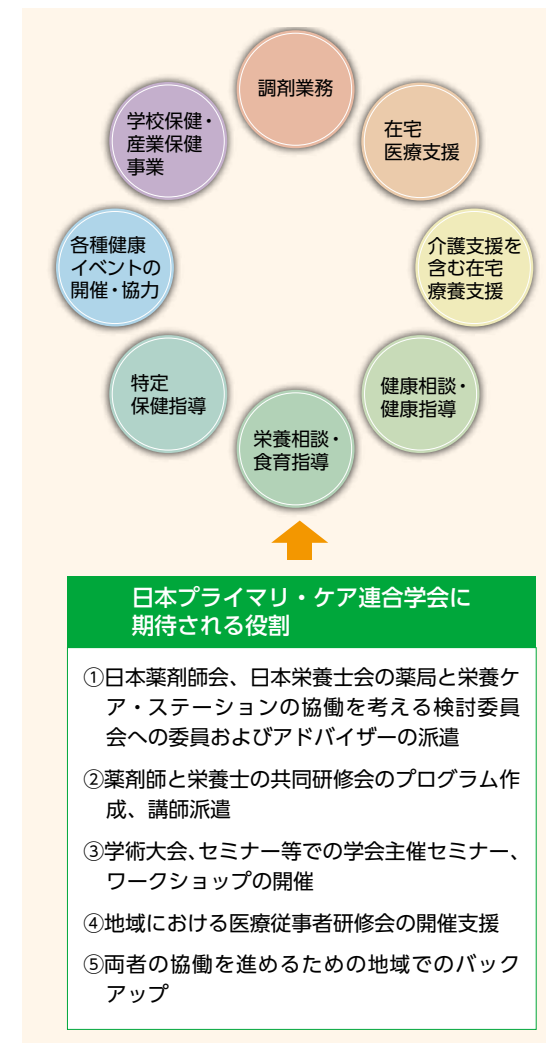 調剤業務
在宅
医療支援
介護支援を
含む在宅
療養支援
健康相談・
健康指導
栄養相談・
食育指導
特定
保健指導
各種健康
イベントの
開催・協力
学校保健・
産業保健
事業
日本プライマリ・ケア連合学会に
期待される役割
①日本薬剤師会、日本栄養士会の薬局と栄養ケ
ア・ステーションの協働を考える検討委員
会への委員およびアドバイザーの派遣
②薬剤師と栄養士の共同研修会のプログラム作
成、講師派遣
③学術大会、セミナー等での学会主催セミナー、
ワークショップの開催
④地域における医療従事者研修会の開催支援
⑤両者の協働を進めるための地域でのバック
アップ